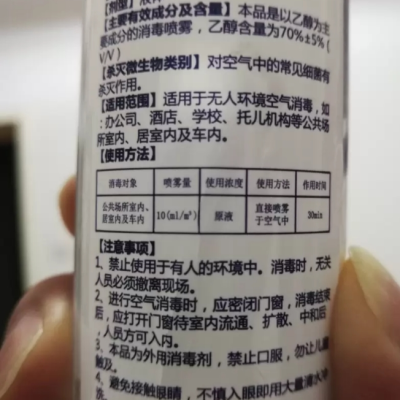 【剂型】液体
【主要有效成分及含量】本品是以乙醇为主
要成分的消毒喷雾，乙醇含量为70%±5%（
V/V）
【杀灭微生物类别】对空气中的常见细菌
有杀灭作用。
【适用范围】适用于无人环境空气消毒，如
：办公司、酒店、学校、托儿机构等公共场
所室内、居室内及车内。
【使用方法】
消毒对象 喷雾量 使用浓度 使用方法 作用时间
公共场所室内、居室内及车内 10(ml/m³) 原液 直接喷雾于空气中 30min
【注意事项】
1、禁止使用于有人的环境中。消毒时，无关
人员必须撤离现场。
2、进行空气消毒时，应密闭门窗，消毒结束
后，应打开门窗待室内流通、扩散、中和后
，人员方可入内。
3、本品为外用消毒剂，禁止口服，勿让儿童
触。
4、避免接触眼睛，不慎入眼即用大量清水冲
洗。